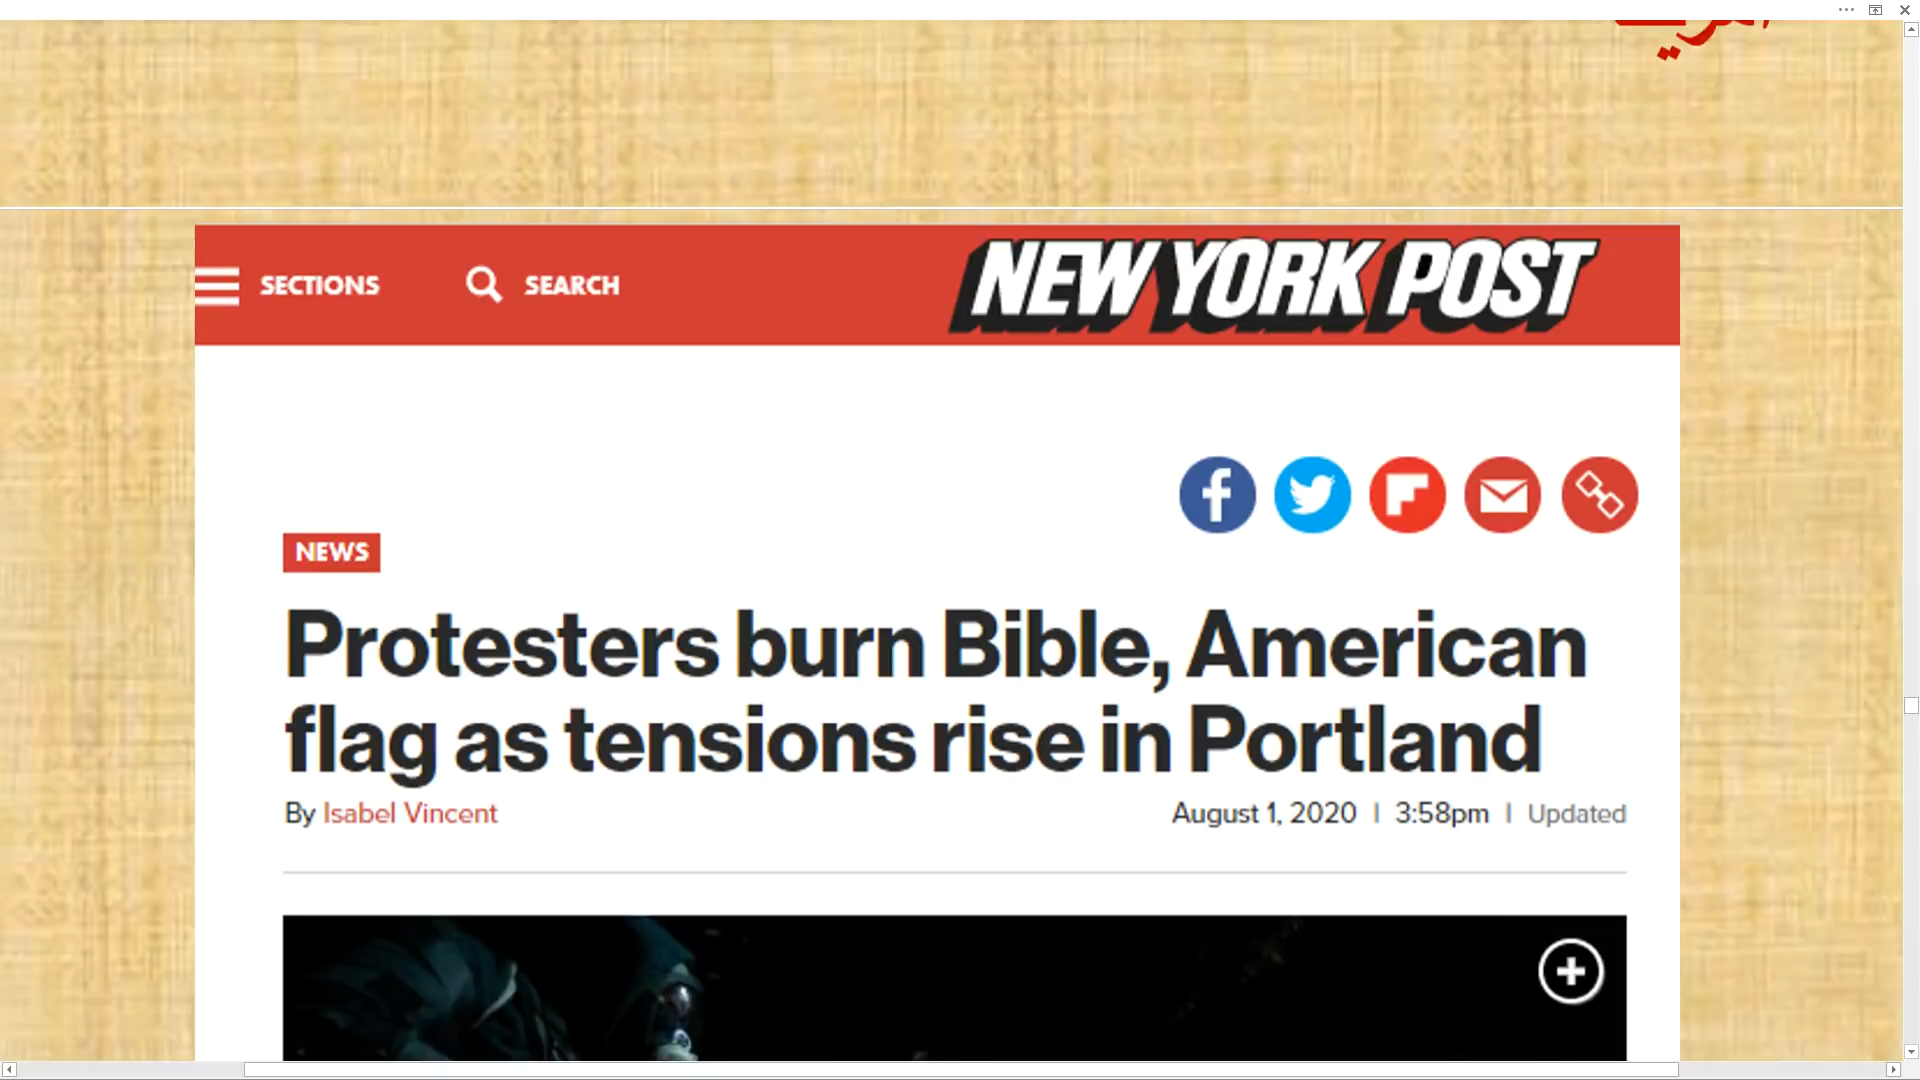 SECTIONS SEARCH NEW YORK POST
NEWS
Protesters burn Bible, American
flag as tensions rise in Portland
By Isabel Vincent August 1, 2020 | 3:58pm | Updated